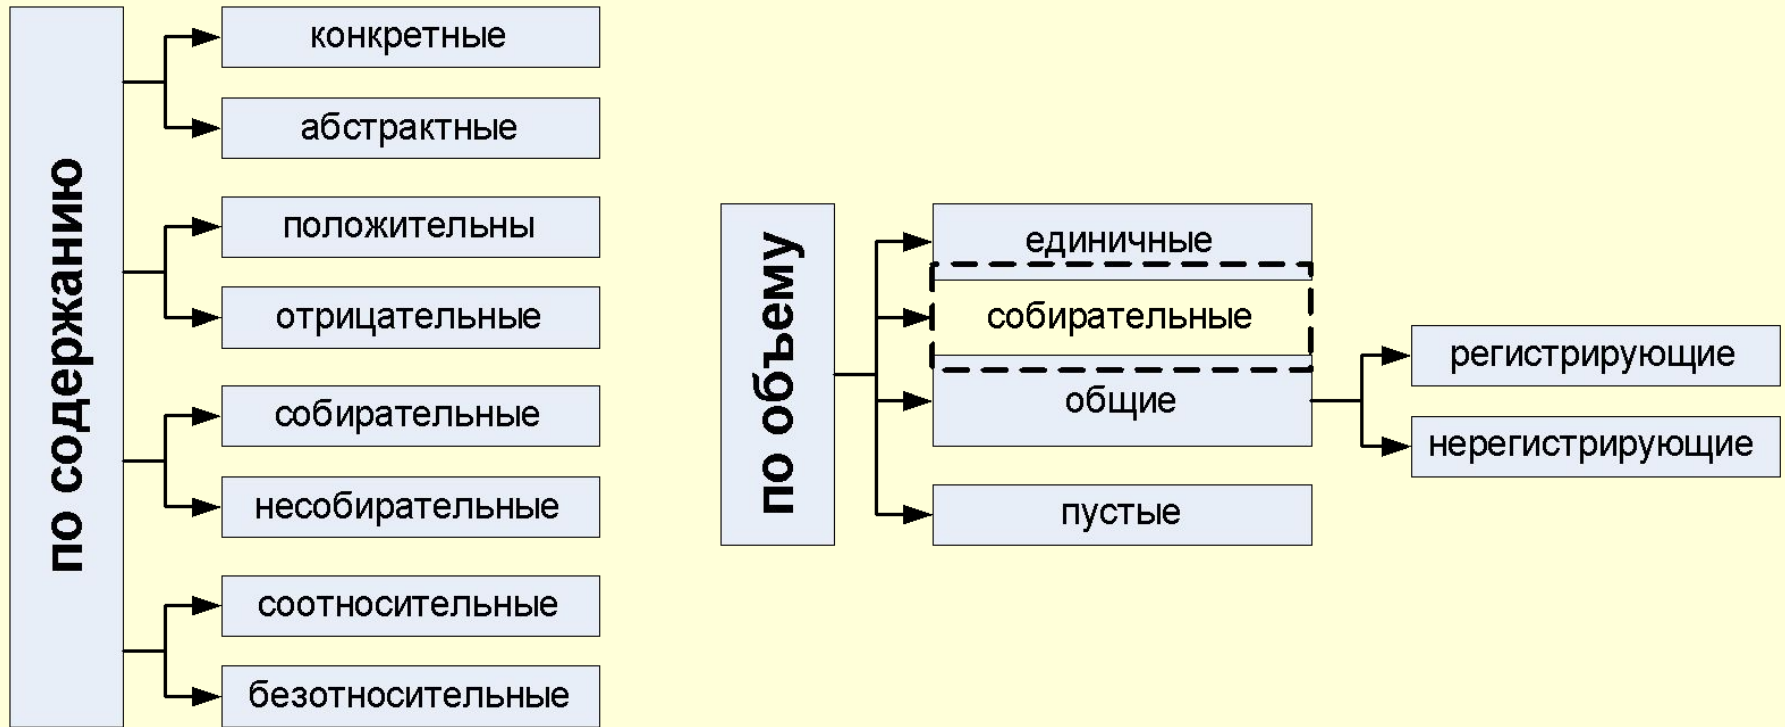 по содержанию
конкретные
абстрактные
положительны
отрицательные
собирательные
несобирательные
соотносительные
безотносительные
по объему
единичные
собирательные
общие
пустые
регистрирующие
нерегистрирующие